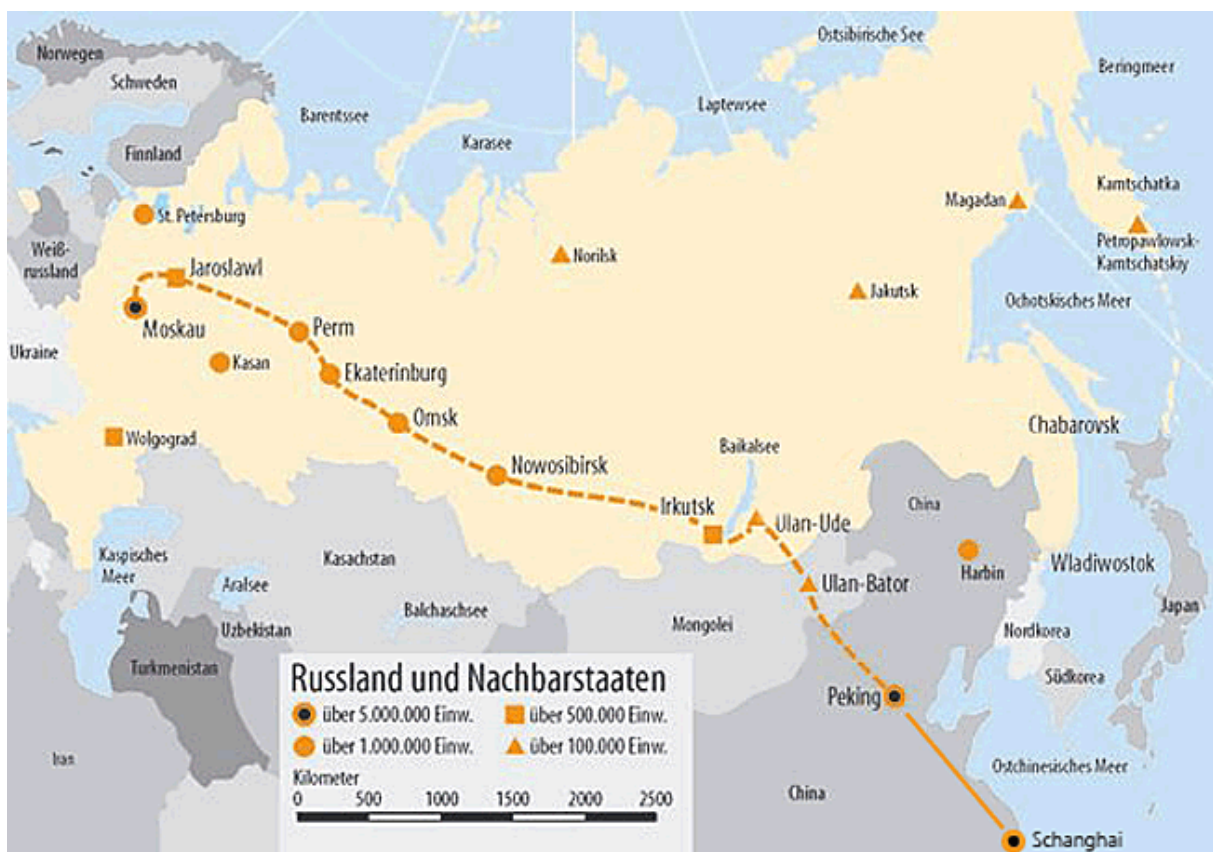 Norwegen
Schweden
Finnland
Barentssee
Karasee
Laptewsee
Ostsibirische See
Beringmeer
St. Petersburg
Weiß-
russland
Jaroslawl
Moskau
Ukraine
Kasan
Perm
Ekaterinburg
Omsk
Nowosibirsk
Wolgograd
Norilsk
Jakutsk
Magadan
Kamtschatka
Petropawlowsk-
Kamtschatskiy
Ochotskisches Meer
Chabarovsk
Baikalsee
Irkutsk
Ulan-Ude
Ulan-Bator
China
Harbin
Wladiwostok
Japan
Nordkorea
Südkorea
Kaspisches
Meer
Aralsee
Kasachstan
Balchaschsee
Uzbekistan
Turkmenistan
Iran
Mongolei
Peking
Ostchinesisches Meer
China
Schanghai
Russland und Nachbarstaaten
über 5.000.000 Einw.
über 500.000 Einw.
über 1.000.000 Einw.
über 100.000 Einw.
Kilometer
0 500 1000 1500 2000 2500